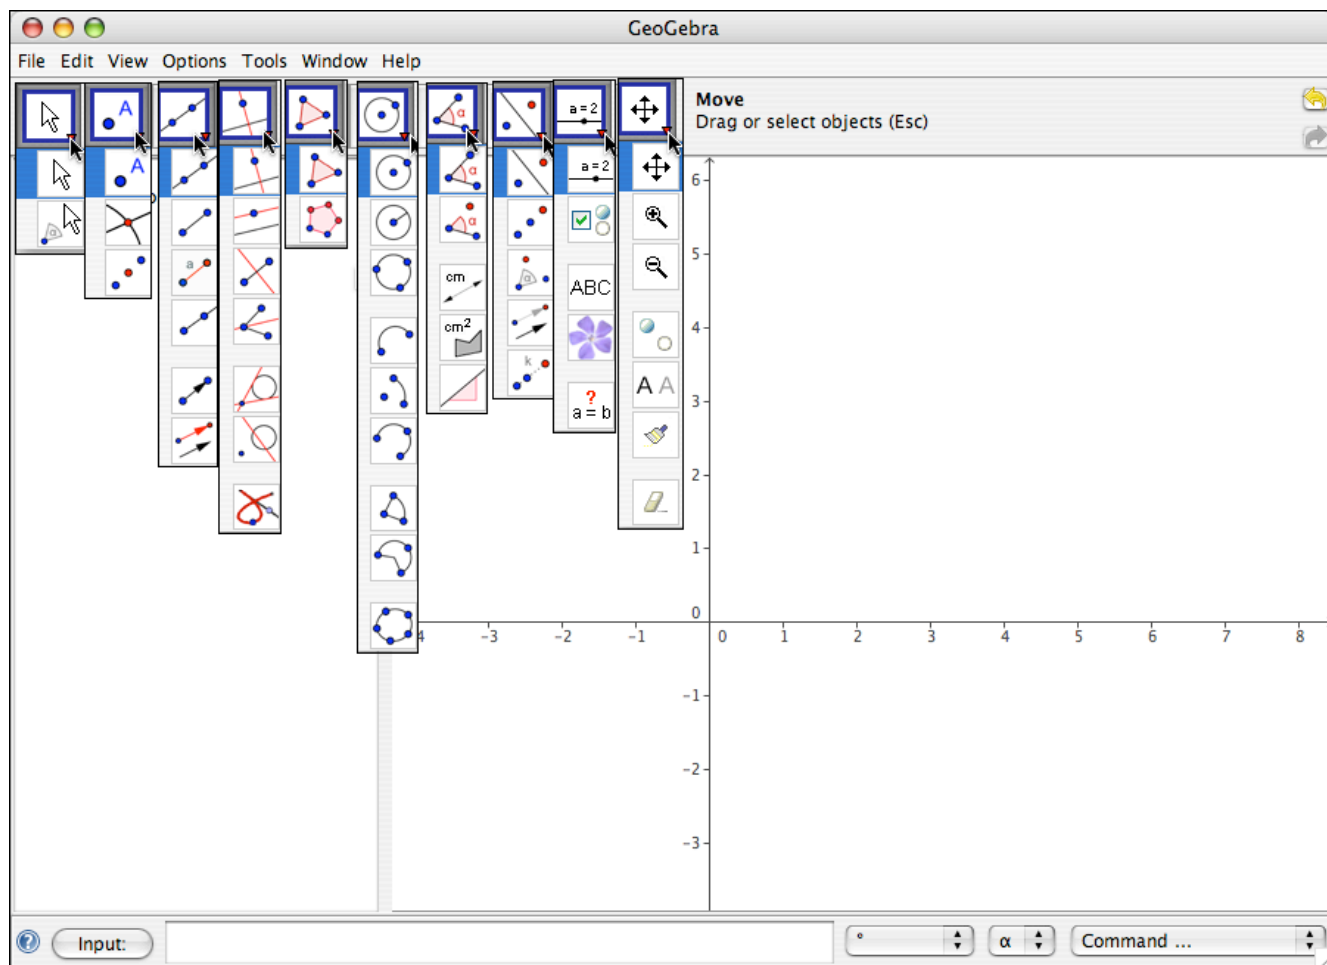 GeoGebra
File Edit View Options Tools Window Help
Move
Drag or select objects (Esc)
A
α
a = 2
A
α
a = 2
α
α
a
cm
α
ABC
cm²
k
A A
?
a = b
6
5
4
3
2
1
0
4 -3 -2 -1 0 1 2 3 4 5 6 7 8
-1
-2
-3
Input:
° α Command ...